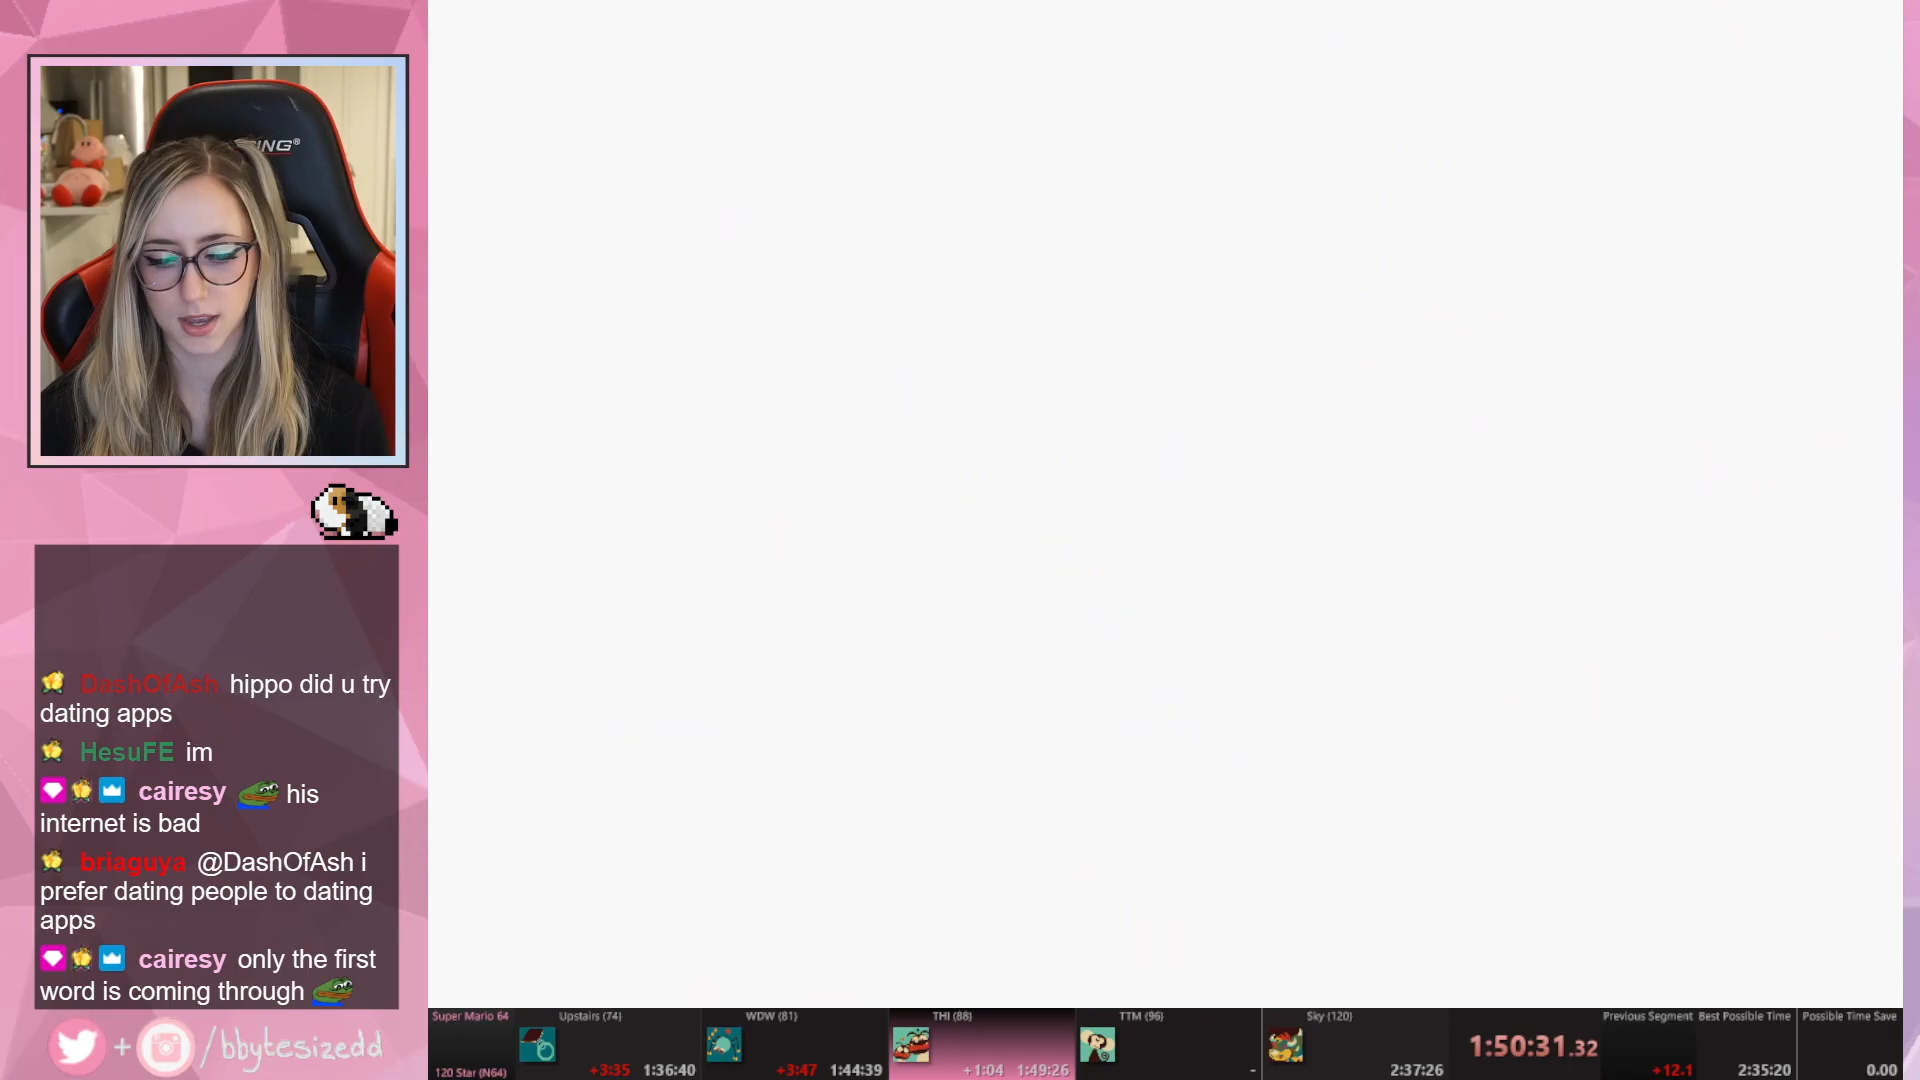 ING®
DashOfAsh hippo did u try
dating apps
HesuFE im
cairesy his
internet is bad
briaguya @DashOfAsh i
prefer dating people to dating
apps
cairesy only the first
word is coming through
+ /bbytesizedd
Super Mario 64
120 Star (N64)
Upstairs (74)
+3:35 1:36:40
WDW (81)
+3:47 1:44:39
THI (88)
+1:04 1:49:26
TTM (96)
-
Sky (120)
2:37:26
1:50:31.32
Previous Segment
+12.1
Best Possible Time
2:35:20
Possible Time Save
0.00